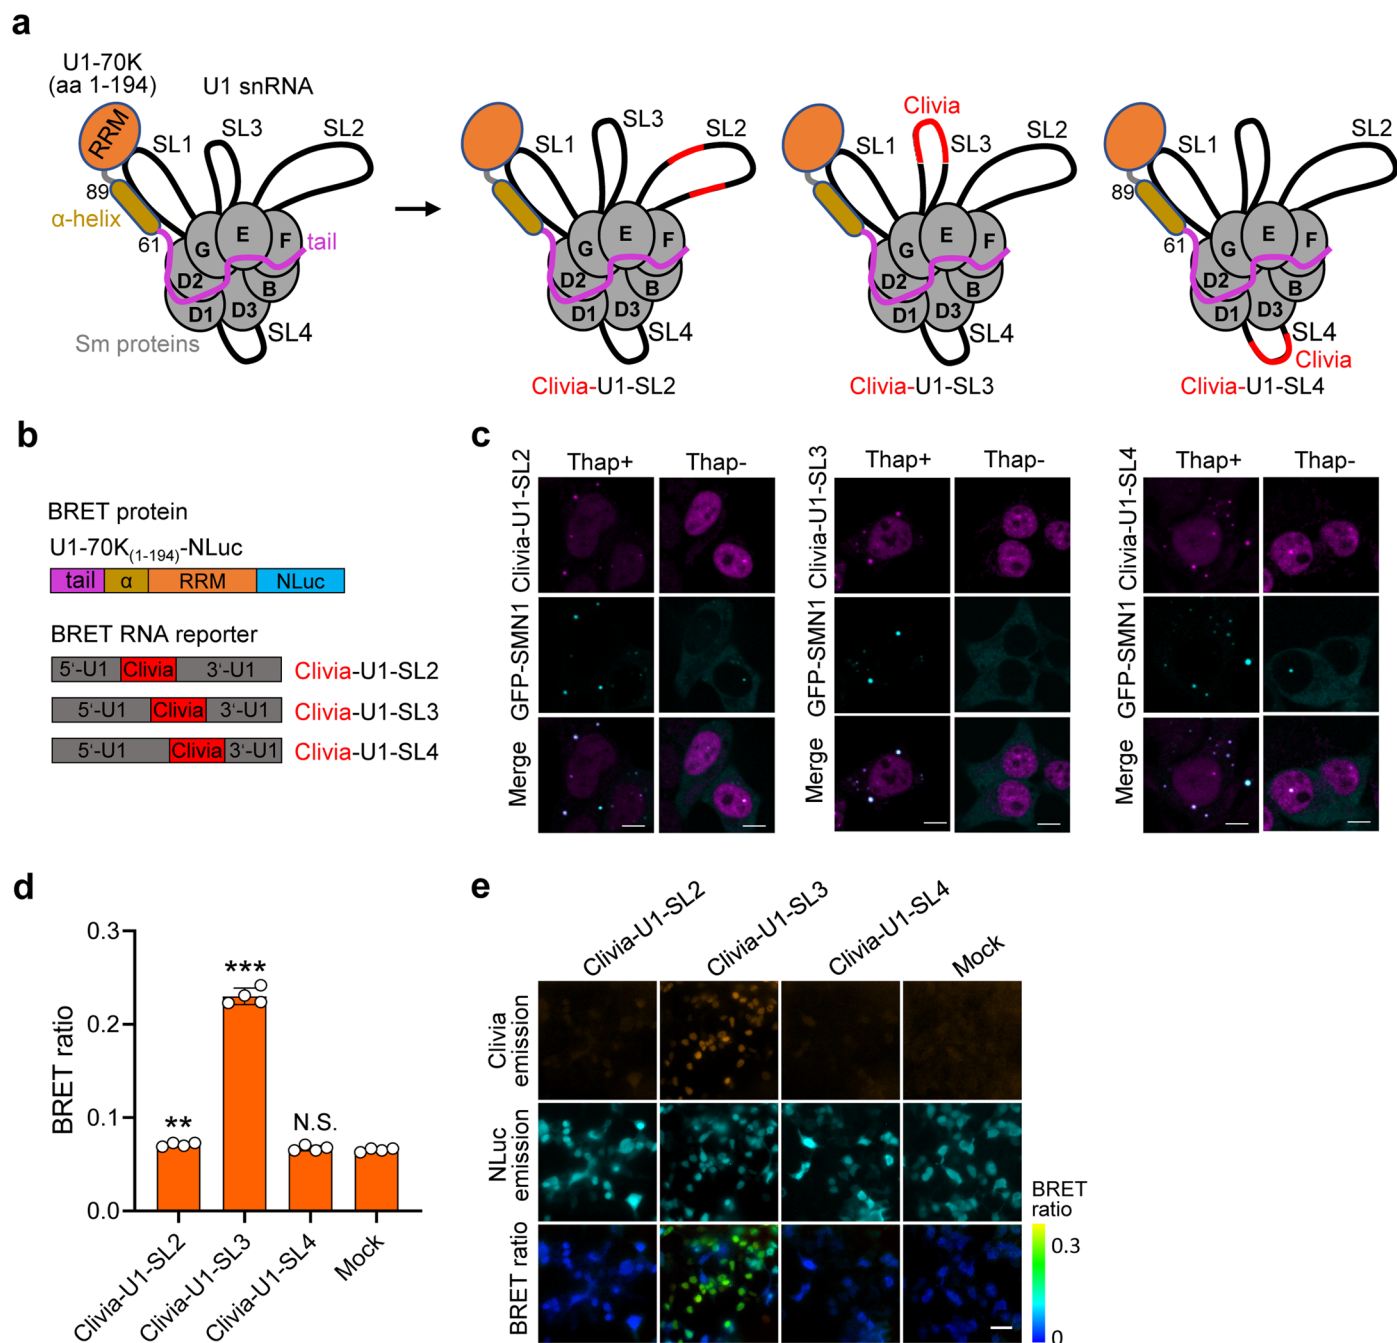 a
U1-70K
(aa 1-194)
U1 snRNA
RRM
SL1
SL3
SL2
89
α-helix
61
G
E
F
tail
D2
B
D1
D3
Sm proteins
SL4
SL1
SL3
SL2
G
E
F
D2
B
D1
D3
SL4
Clivia-U1-SL2
Clivia
SL1
SL3
SL2
G
E
F
D2
B
D1
D3
SL4
Clivia-U1-SL3
SL1
SL2
89
61
G
E
F
D2
B
D1
D3
SL4
Clivia
Clivia-U1-SL4
b
BRET protein
U1-70K(1-194)-NLuc
tail α RRM NLuc
BRET RNA reporter
5‘-U1 Clivia 3‘-U1 Clivia-U1-SL2
5‘-U1 Clivia 3‘-U1 Clivia-U1-SL3
5‘-U1 Clivia 3‘-U1 Clivia-U1-SL4
c
Thap+ Thap-
Clivia-U1-SL2
GFP-SMN1
Merge
Thap+ Thap-
Clivia-U1-SL3
GFP-SMN1
Merge
Thap+ Thap-
Clivia-U1-SL4
GFP-SMN1
Merge
d
BRET ratio
0.3
0.2
0.1
0.0
**
***
N.S.
Clivia-U1-SL2
Clivia-U1-SL3
Clivia-U1-SL4
Mock
e
Clivia-U1-SL2
Clivia-U1-SL3
Clivia-U1-SL4
Mock
Clivia
emission
NLuc
emission
BRET ratio
BRET
ratio
0.3
0